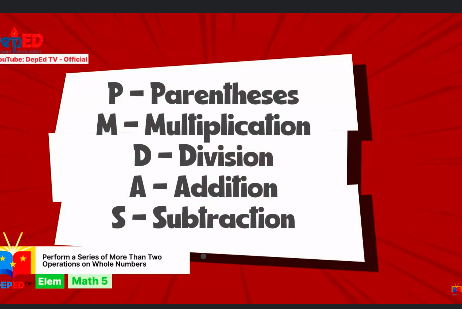 DepED
YouTube: DepEd TV - Official
P – Parentheses
M – Multiplication
D – Division
A – Addition
S – Subtraction
Perform a Series of More Than Two
Operations on Whole Numbers
DEPED
Elem Math 5